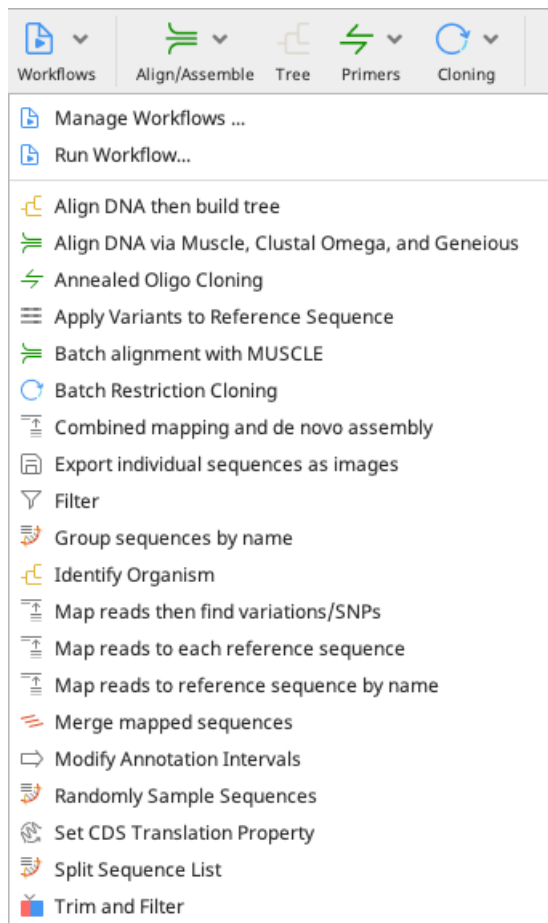 Workflows Align/Assemble Tree Primers Cloning
Manage Workflows ...
Run Workflow...
Align DNA then build tree
Align DNA via Muscle, Clustal Omega, and Geneious
Annealed Oligo Cloning
Apply Variants to Reference Sequence
Batch alignment with MUSCLE
Batch Restriction Cloning
Combined mapping and de novo assembly
Export individual sequences as images
Filter
Group sequences by name
Identify Organism
Map reads then find variations/SNPs
Map reads to each reference sequence
Map reads to reference sequence by name
Merge mapped sequences
Modify Annotation Intervals
Randomly Sample Sequences
Set CDS Translation Property
Split Sequence List
Trim and Filter